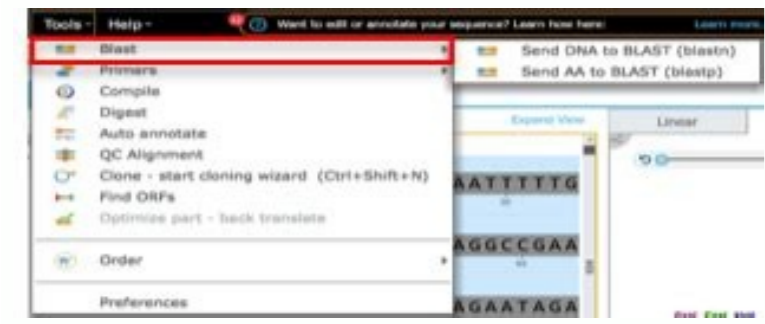 Tools Help Want to edit or annotate your sequence? Learn how here: Learn more
Blast Send DNA to BLAST (blastn)
Primers Send AA to BLAST (blastp)
Compile
Digest
Auto annotate
QC Alignment
Clone - start cloning wizard (Ctrl+Shift+N)
Find ORFs
Optimize part - back translate
Order
Preferences
Expand View Linear
AATTTTTG
AGGCCGAA
AGAATAGA